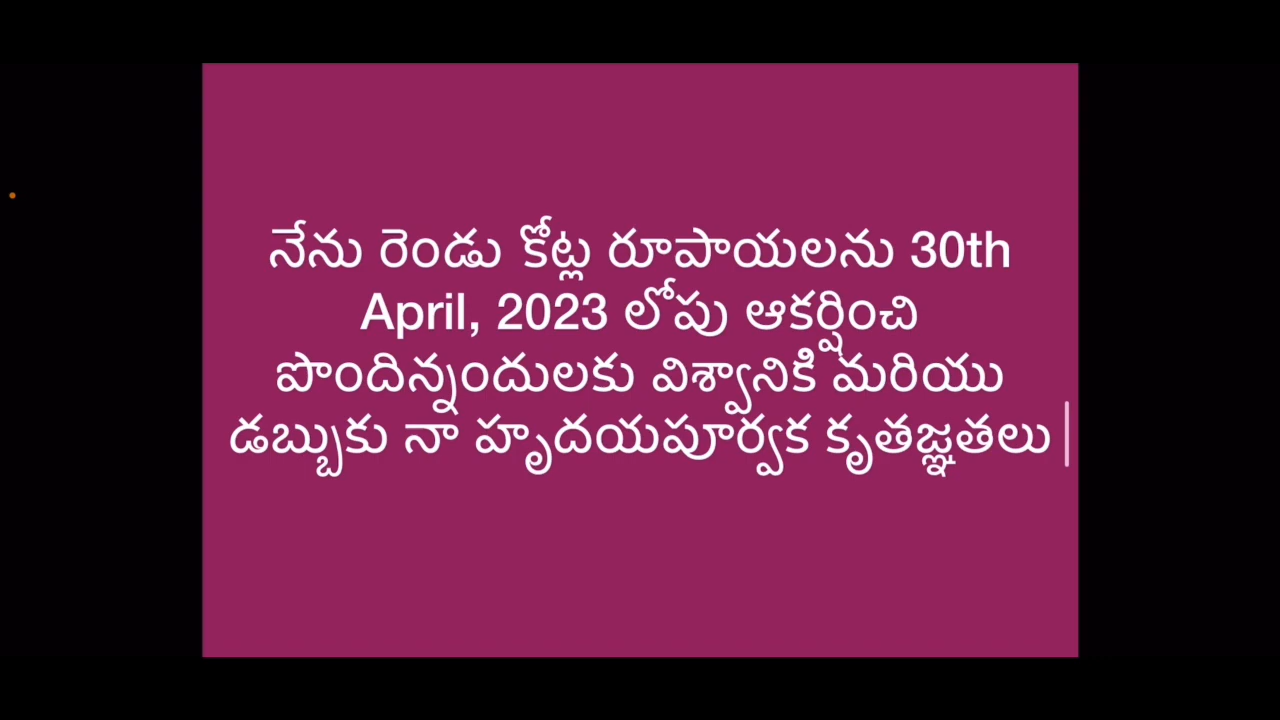 నేను రెండు కోట్ల రూపాయలను 30th
April, 2023 లోపు ఆకర్షించి
పొందిన్నందులకు విశ్వానికి మరియు
డబ్బుకు నా హృదయపూర్వక కృతజ్ఞతలు